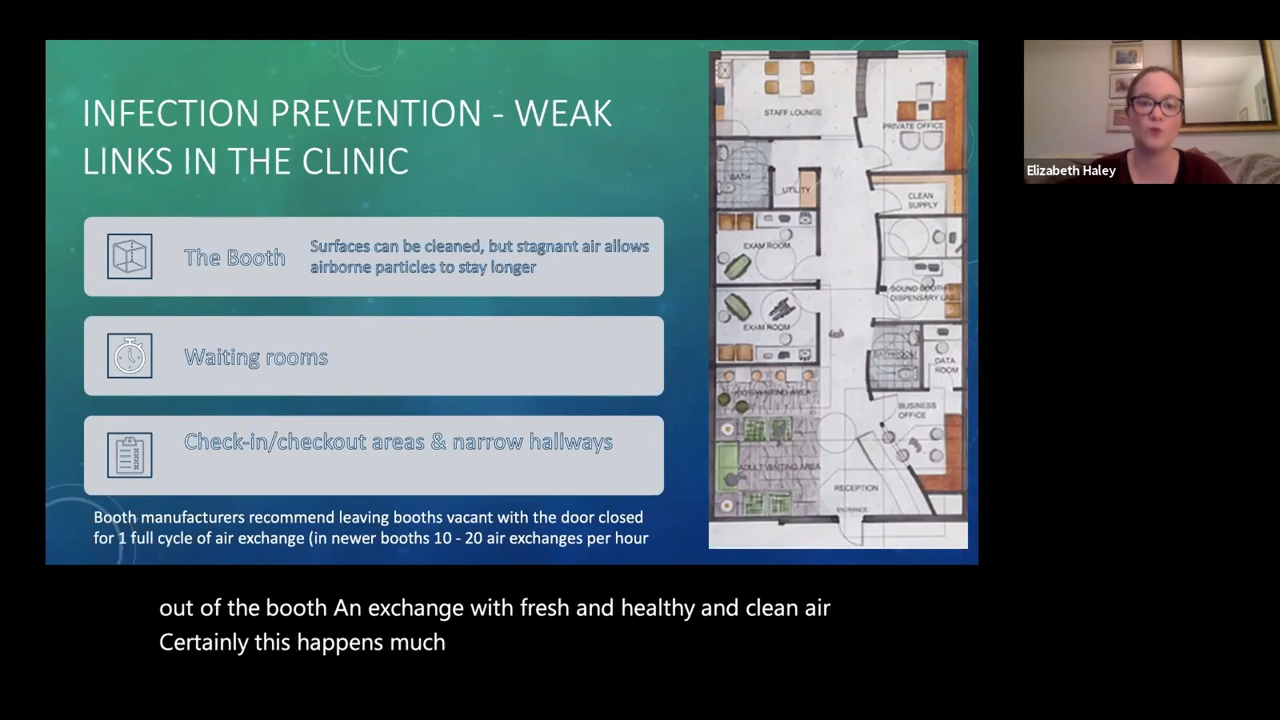 INFECTION PREVENTION - WEAK
LINKS IN THE CLINIC
The Booth
Surfaces can be cleaned, but stagnant air allows
airborne particles to stay longer
Waiting rooms
Check-in/checkout areas & narrow hallways
Booth manufacturers recommend leaving booths vacant with the door closed
for 1 full cycle of air exchange (in newer booths 10 - 20 air exchanges per hour
STAFF LOUNGE
PRIVATE OFFICE
BATH
UTILITY
CLEAN
SUPPLY
EXAM ROOM
SOUND BOOTH
DISPENSARY LAB
EXAM ROOM
BATHROOM
DATA
ROOM
WAITING AREA
BUSINESS
OFFICE
ADULT WAITING AREA
RECEPTION
ENTRANCE
Elizabeth Haley
out of the booth An exchange with fresh and healthy and clean air
Certainly this happens much